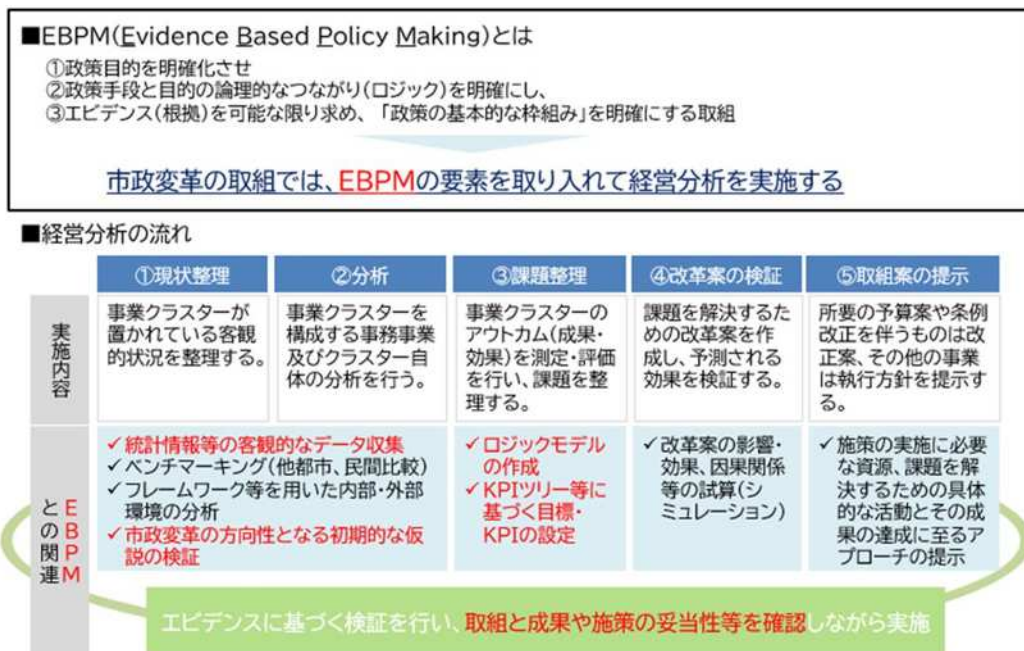 ■EBPM(Evidence Based Policy Making)とは
①政策目的を明確化させ
②政策手段と目的の論理的なつながり(ロジック)を明確にし、
③エビデンス(根拠)を可能な限り求め、「政策の基本的な枠組み」を明確にする取組
市政変革の取組では、EBPMの要素を取り入れて経営分析を実施する
■経営分析の流れ
①現状整理
②分析
③課題整理
④改革案の検証
⑤取組案の提示
実施内容
事業クラスターが
置かれている客観
的状況を整理する。
事業クラスターを
構成する事務事業
及びクラスター自
体の分析を行う。
事業クラスターの
アウトカム(成果・
効果)を測定・評価
を行い、課題を整
理する。
課題を解決するた
めの改革案を作
成し、予測される
効果を検証する。
所要の予算案や条例
改正を伴うものは改
正案、その他の事業
は執行方針を提示す
る。
EBPM
との関連
✓統計情報等の客観的なデータ収集
✓ベンチマーキング(他都市、民間比較)
✓フレームワーク等を用いた内部・外部
環境の分析
✓市政変革の方向性となる初期的な仮
説の検証
✓ロジックモデル
の作成
✓KPIツリー等に
基づく目標・
KPIの設定
✓改革案の影響・
効果、因果関係
等の試算(シ
ミュレーション)
✓施策の実施に必要
な資源、課題を解
決するための具体
的な活動とその成
果の達成に至るア
プローチの提示
エビデンスに基づく検証を行い、取組と成果や施策の妥当性等を確認しながら実施